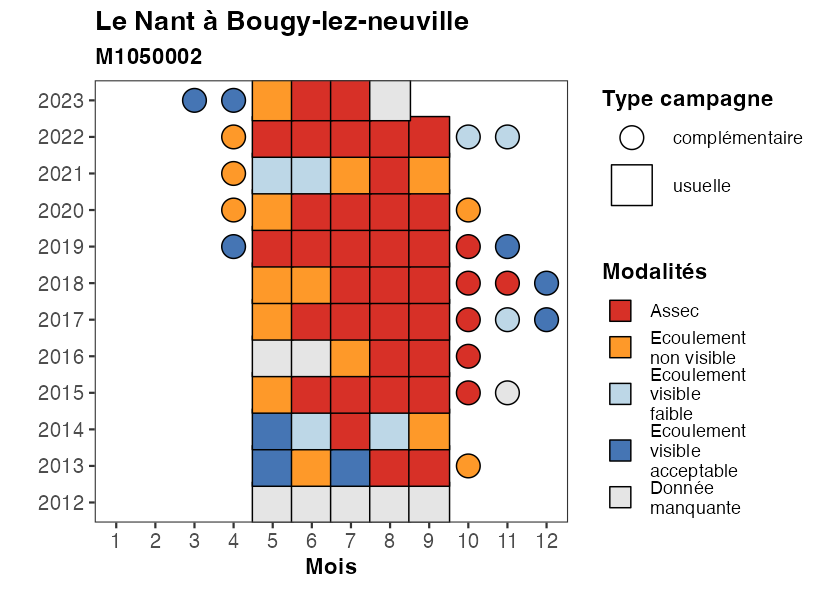 Le Nant à Bougy-lez-neuville
M1050002
2023
2022
2021
2020
2019
2018
2017
2016
2015
2014
2013
2012
1 2 3 4 5 6 7 8 9 10 11 12
Mois
Type campagne
complémentaire
usuelle
Modalités
Assec
Ecoulement
non visible
Ecoulement
visible
faible
Ecoulement
visible
acceptable
Donnée
manquante